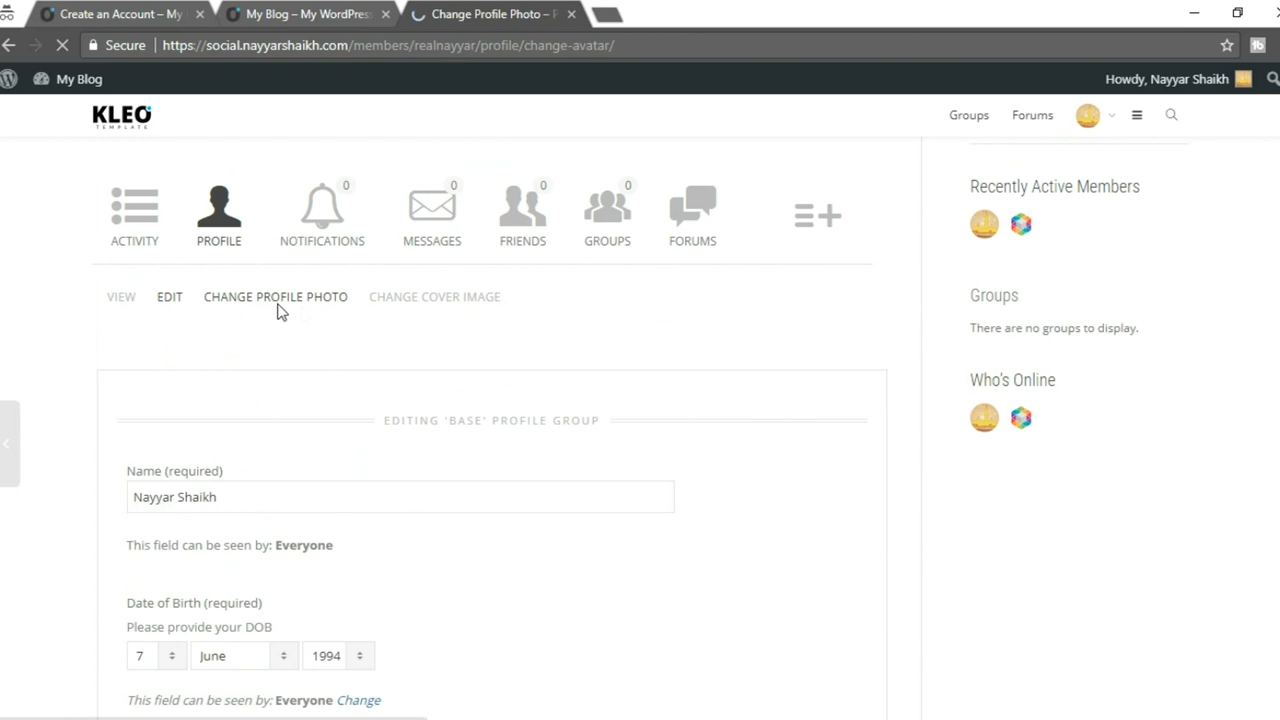 Create an Account – My
My Blog – My WordPress
Change Profile Photo – P
Secure https://social.nayyarshaikh.com/members/realnayyar/profile/change-avatar/
My Blog
Howdy, Nayyar Shaikh
KLEO
TEMPLATE
Groups
Forums
ACTIVITY
PROFILE
0
NOTIFICATIONS
0
MESSAGES
0
FRIENDS
0
GROUPS
FORUMS
VIEW
EDIT
CHANGE PROFILE PHOTO
CHANGE COVER IMAGE
EDITING 'BASE' PROFILE GROUP
Name (required)
Nayyar Shaikh
This field can be seen by: Everyone
Date of Birth (required)
Please provide your DOB
7 June 1994
This field can be seen by: Everyone Change
Recently Active Members
Groups
There are no groups to display.
Who's Online